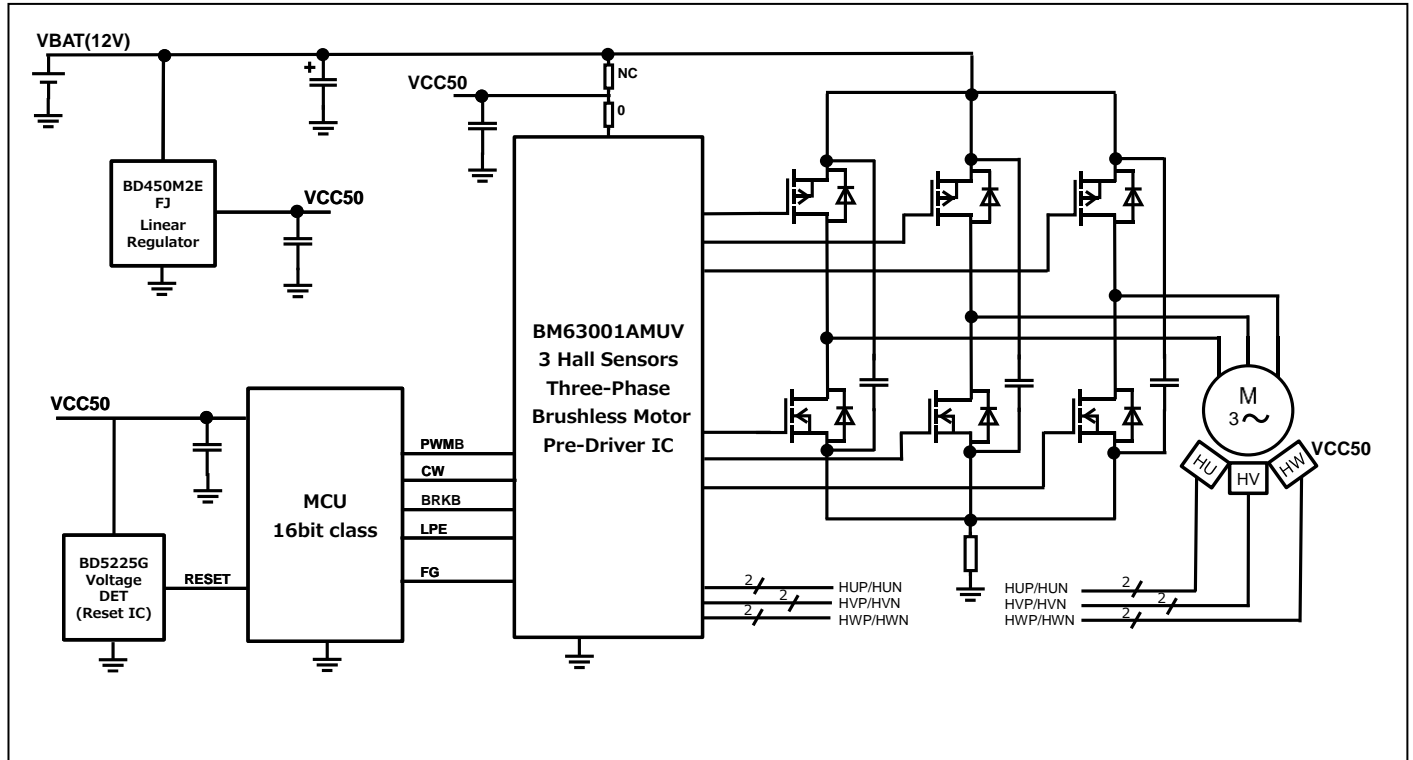 VBAT(12V)
+
NC
VCC50
0
BD450M2E
FJ
Linear
Regulator
VCC50
BM63001AMUV
3 Hall Sensors
Three-Phase
Brushless Motor
Pre-Driver IC
VCC50
MCU
16bit class
PWMB
CW
BRKB
LPE
FG
BD5225G
Voltage
DET
(Reset IC)
RESET
M
3～
VCC50
HU
HV
HW
2
HUP/HUN
2
HVP/HVN
2
HWP/HWN
HUP/HUN
2
HVP/HVN
2
HWP/HWN
2